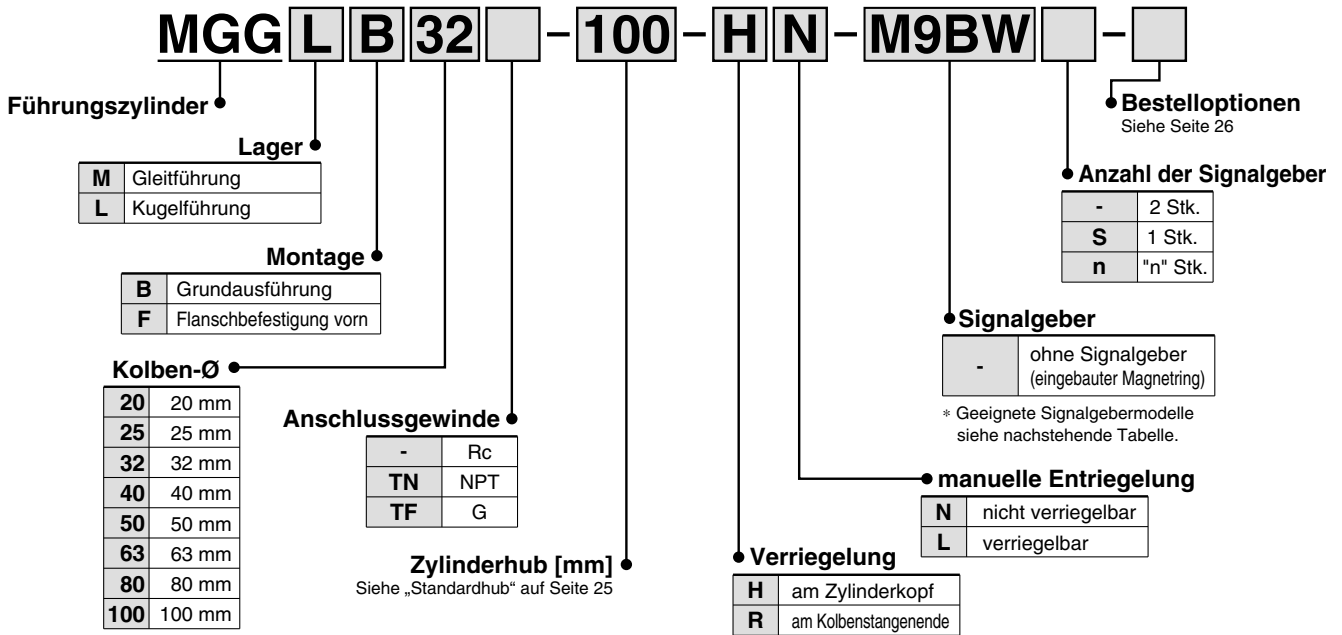 MGG L B 32 - 100 - H N - M9BW -
Führungszylinder
Lager
M Gleitführung
L Kugelführung
Montage
B Grundausführung
F Flanschbefestigung vorn
Kolben-Ø
20 20 mm
25 25 mm
32 32 mm
40 40 mm
50 50 mm
63 63 mm
80 80 mm
100 100 mm
Anschlussgewinde
- Rc
TN NPT
TF G
Zylinderhub [mm]
Siehe „Standardhub“ auf Seite 25
Verriegelung
H am Zylinderkopf
R am Kolbenstangenende
manuelle Entriegelung
N nicht verriegelbar
L verriegelbar
Signalgeber
- ohne Signalgeber
(eingebauter Magnetring)
∗ Geeignete Signalgebermodelle
siehe nachstehende Tabelle.
Anzahl der Signalgeber
- 2 Stk.
S 1 Stk.
n "n" Stk.
Bestelloptionen
Siehe Seite 26